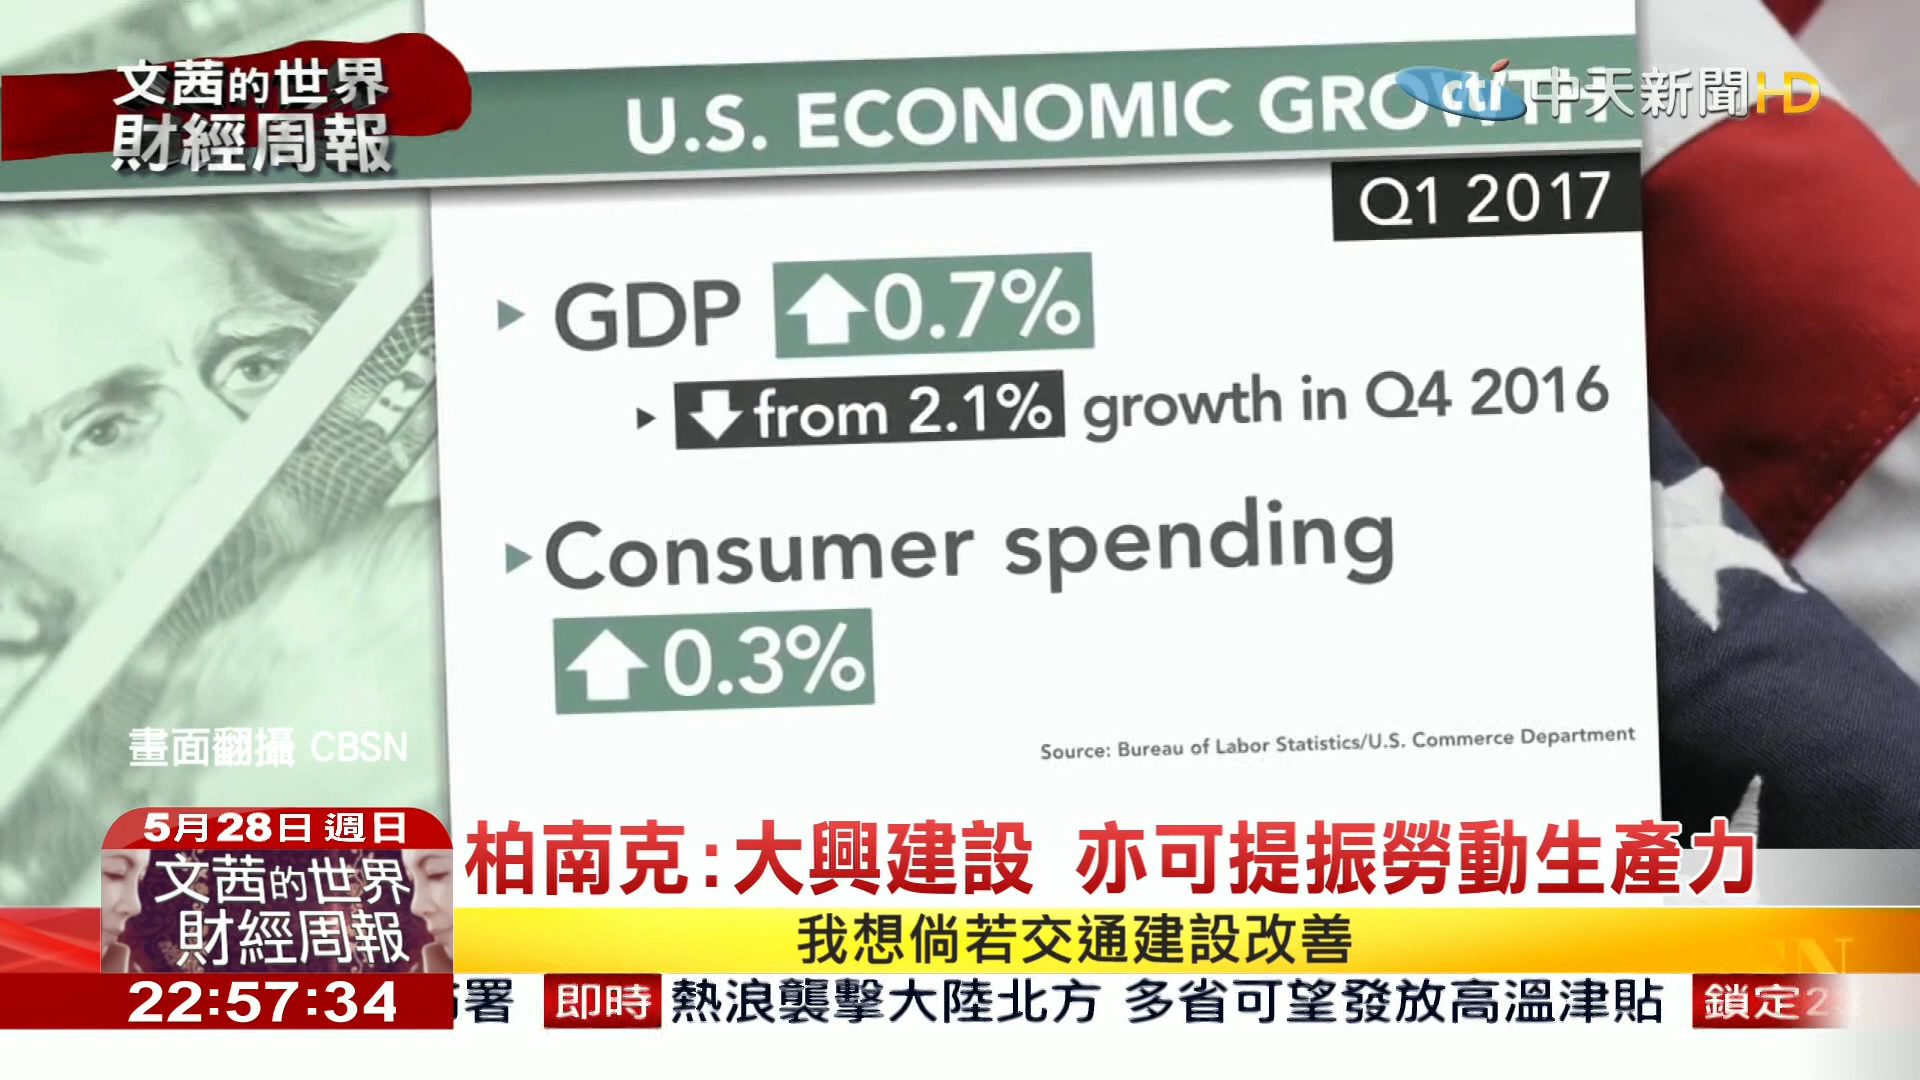 文茜的世界
財經周報
U.S. ECONOMIC GROWTH
cti 中天新聞HD
Q1 2017
GDP 0.7%
from 2.1% growth in Q4 2016
Consumer spending
0.3%
Source: Bureau of Labor Statistics/U.S. Commerce Department
畫面翻攝 CBSN
5月28日 週日
文茜的世界
財經周報
柏南克:大興建設 亦可提振勞動生產力
我想倘若交通建設改善
22:57:34
署 即時 熱浪襲擊大陸北方 多省可望發放高溫津貼 鎖定